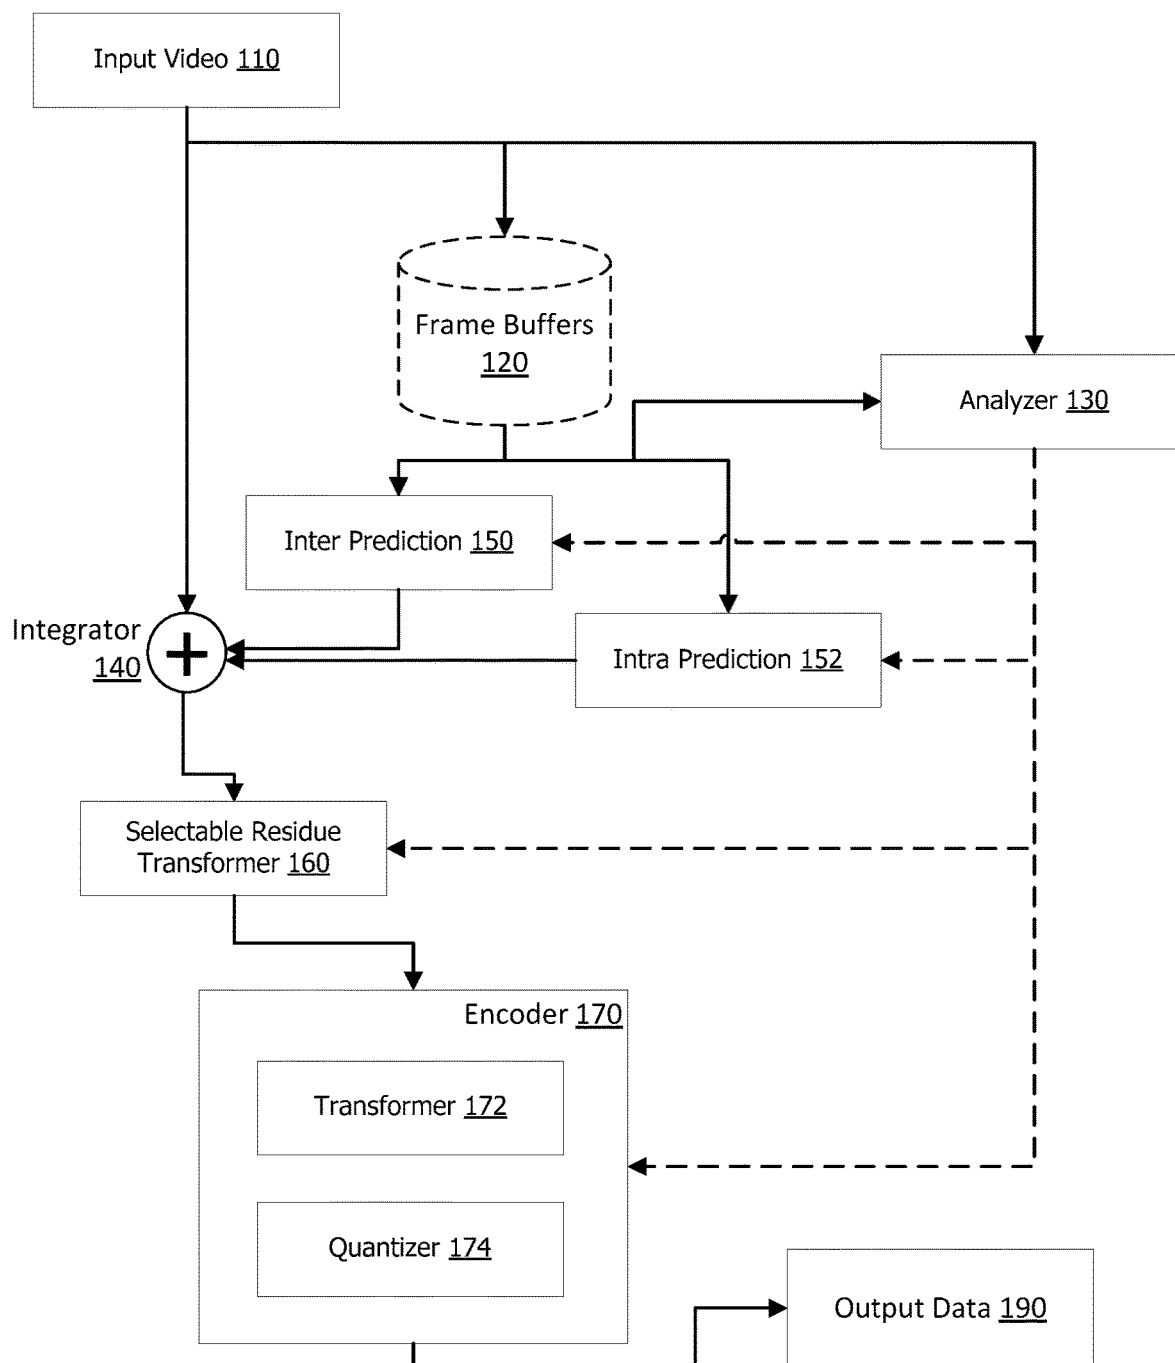 Input Video 110
Frame Buffers
120
Analyzer 130
Inter Prediction 150
Integrator
140
Intra Prediction 152
Selectable Residue
Transformer 160
Encoder 170
Transformer 172
Quantizer 174
Output Data 190